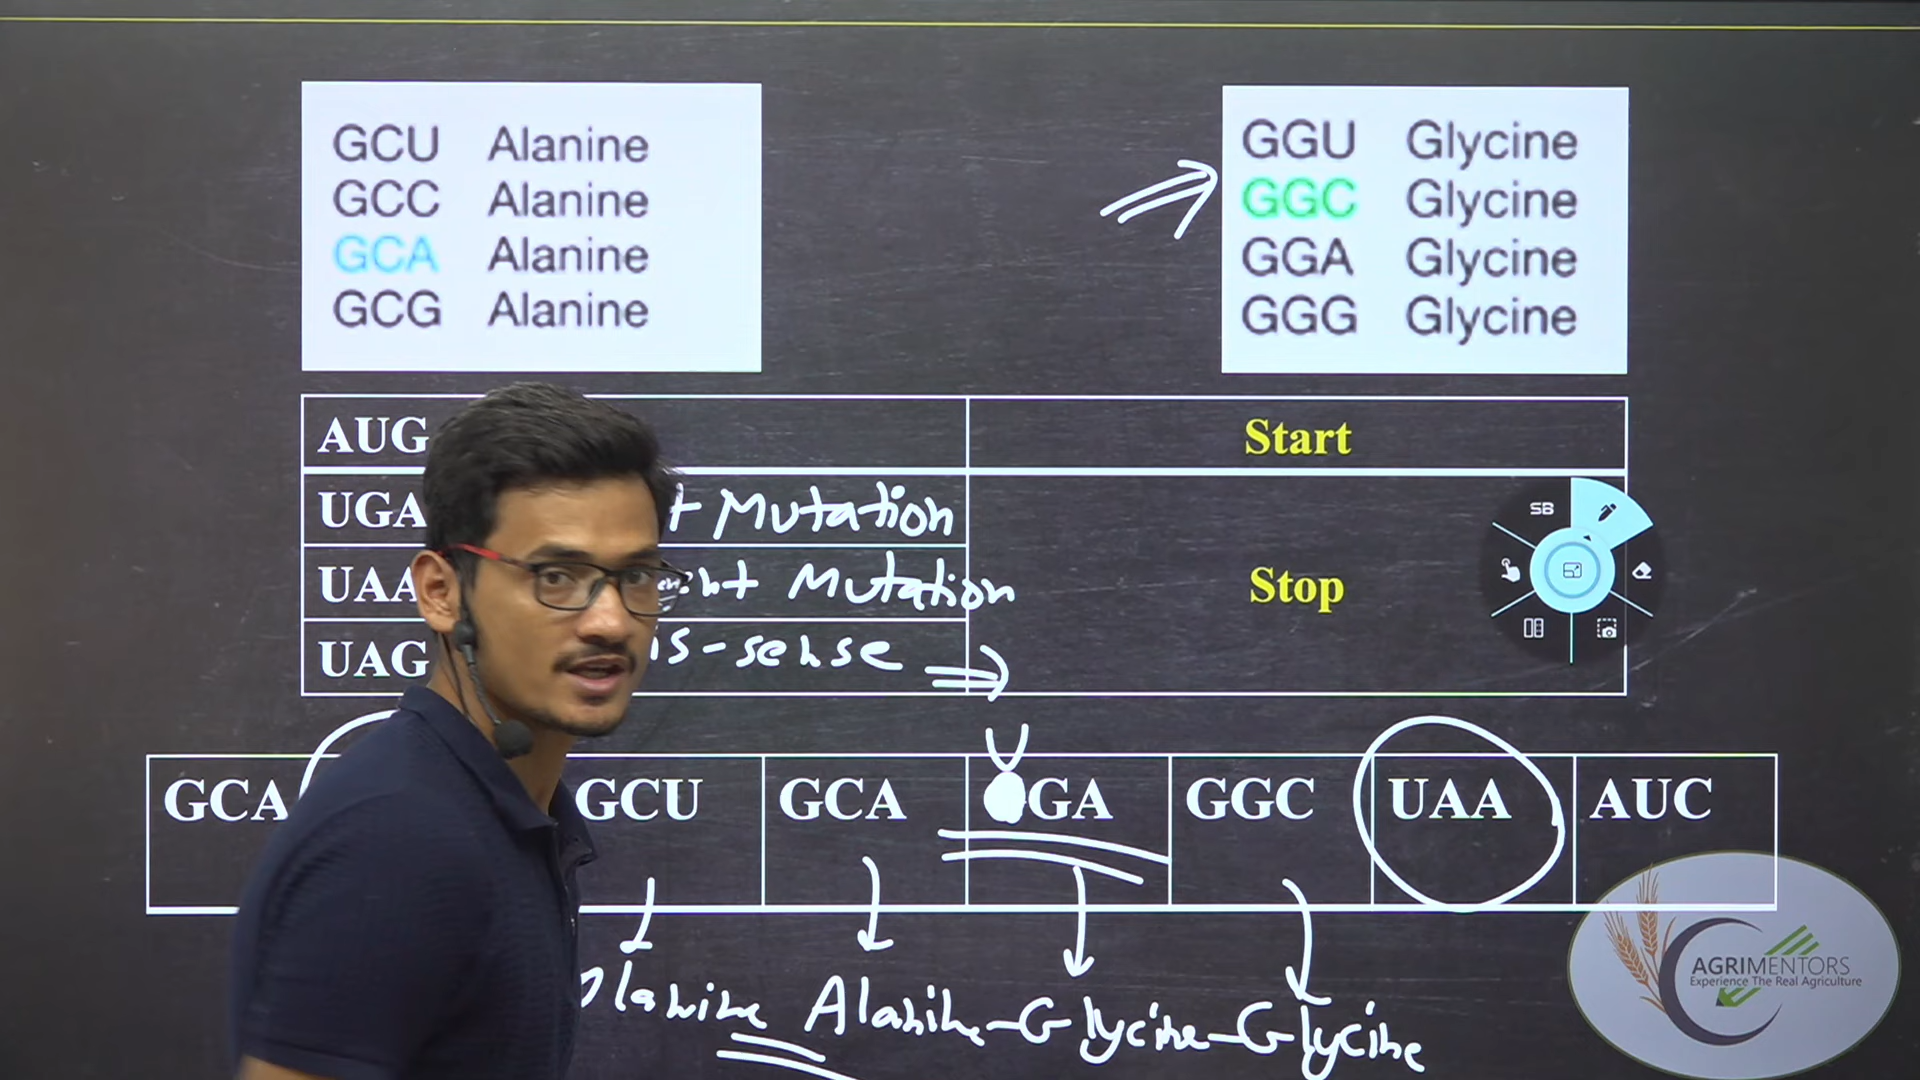 GCU Alanine
GCC Alanine
GCA Alanine
GCG Alanine
GGU Glycine
GGC Glycine
GGA Glycine
GGG Glycine
AUG Start
UGA Mutation
UAA Mutation
UAG Stop
SB
GCA GCU GCA GA GGC UAA AUC
Alanine Alanine-Glycine-Glycine
AGRIMENTORS
Experience The Real Agriculture